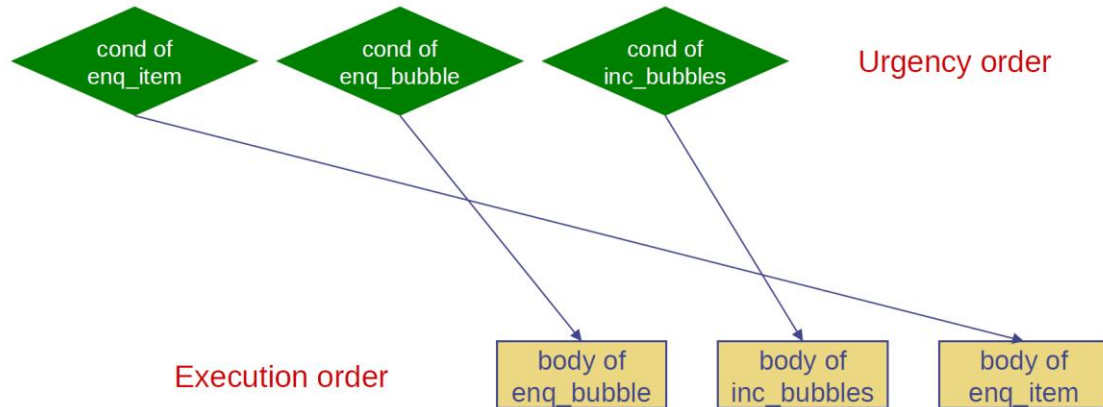 cond of
enq_item
cond of
enq_bubble
cond of
inc_bubbles
Urgency order
Execution order
body of
enq_bubble
body of
inc_bubbles
body of
enq_item